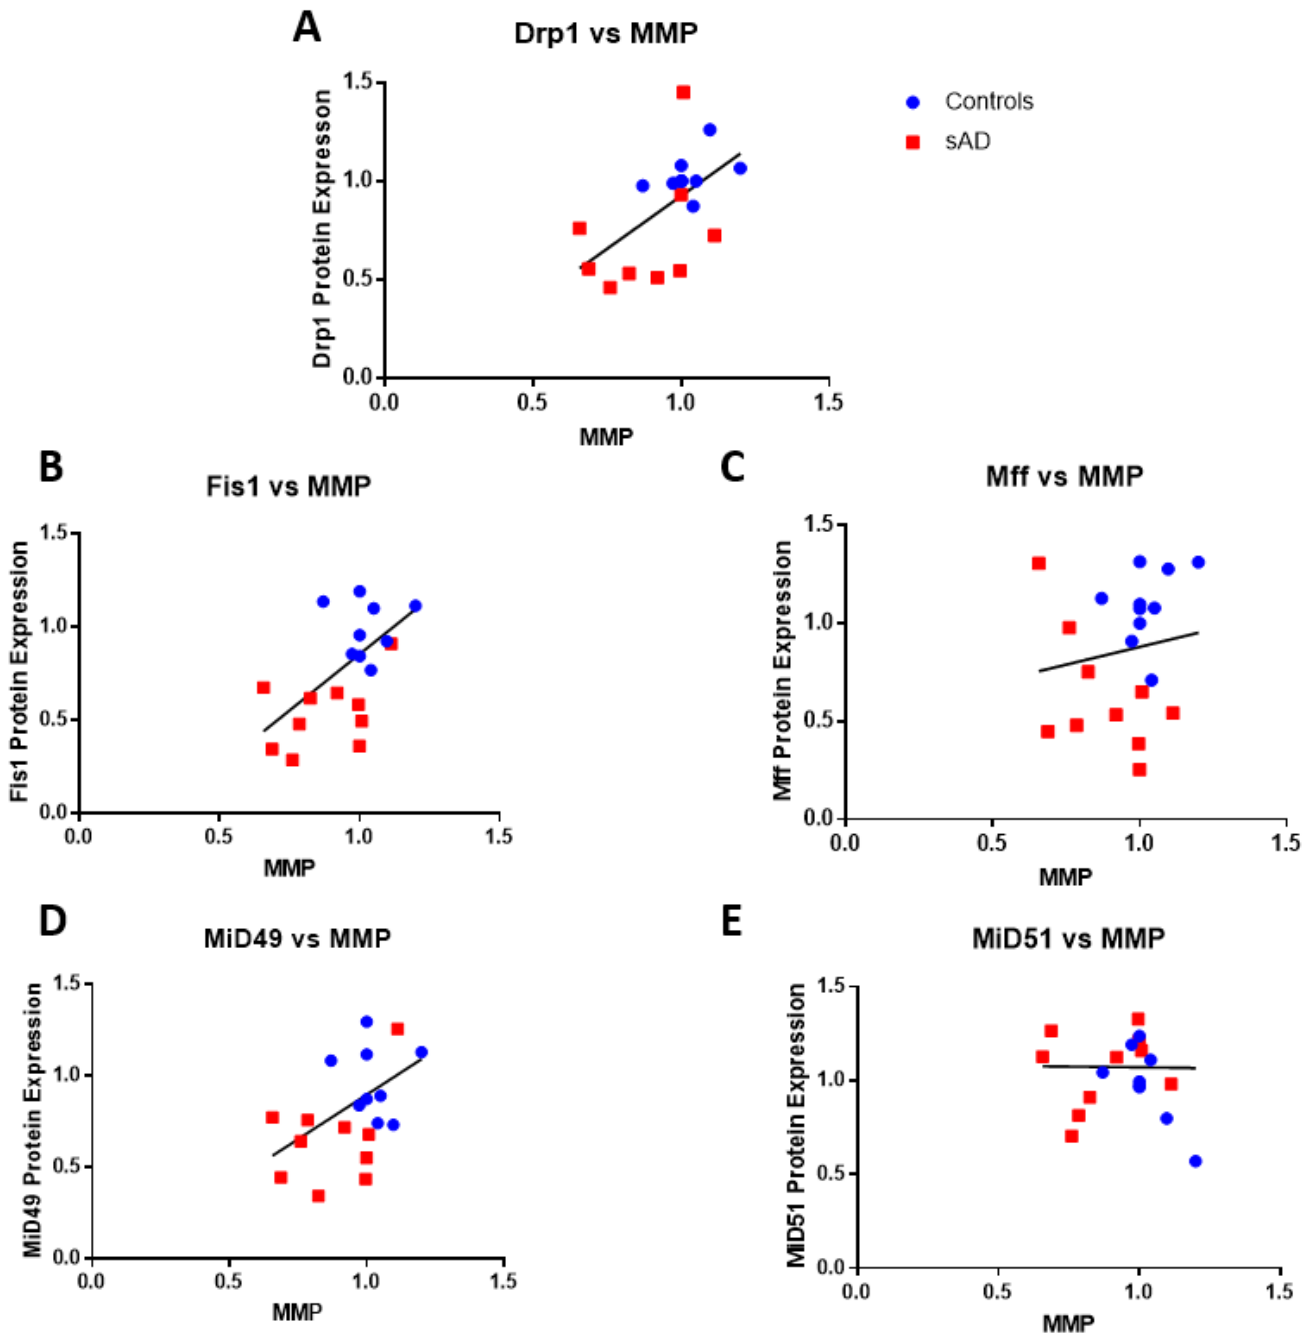 A
Drp1 vs MMP
Drp1 Protein Expresson
1.5
1.0
0.5
0.0
0.0 0.5 1.0 1.5
MMP
Controls
sAD
B
Fis1 vs MMP
Fis1 Protein Expression
1.5
1.0
0.5
0.0
0.0 0.5 1.0 1.5
MMP
C
Mff vs MMP
Mff Protein Expression
1.5
1.0
0.5
0.0
0.0 0.5 1.0 1.5
MMP
D
MiD49 vs MMP
MiD49 Protein Expression
1.5
1.0
0.5
0.0
0.0 0.5 1.0 1.5
MMP
E
MiD51 vs MMP
MiD51 Protein Expression
1.5
1.0
0.5
0.0
0.0 0.5 1.0 1.5
MMP